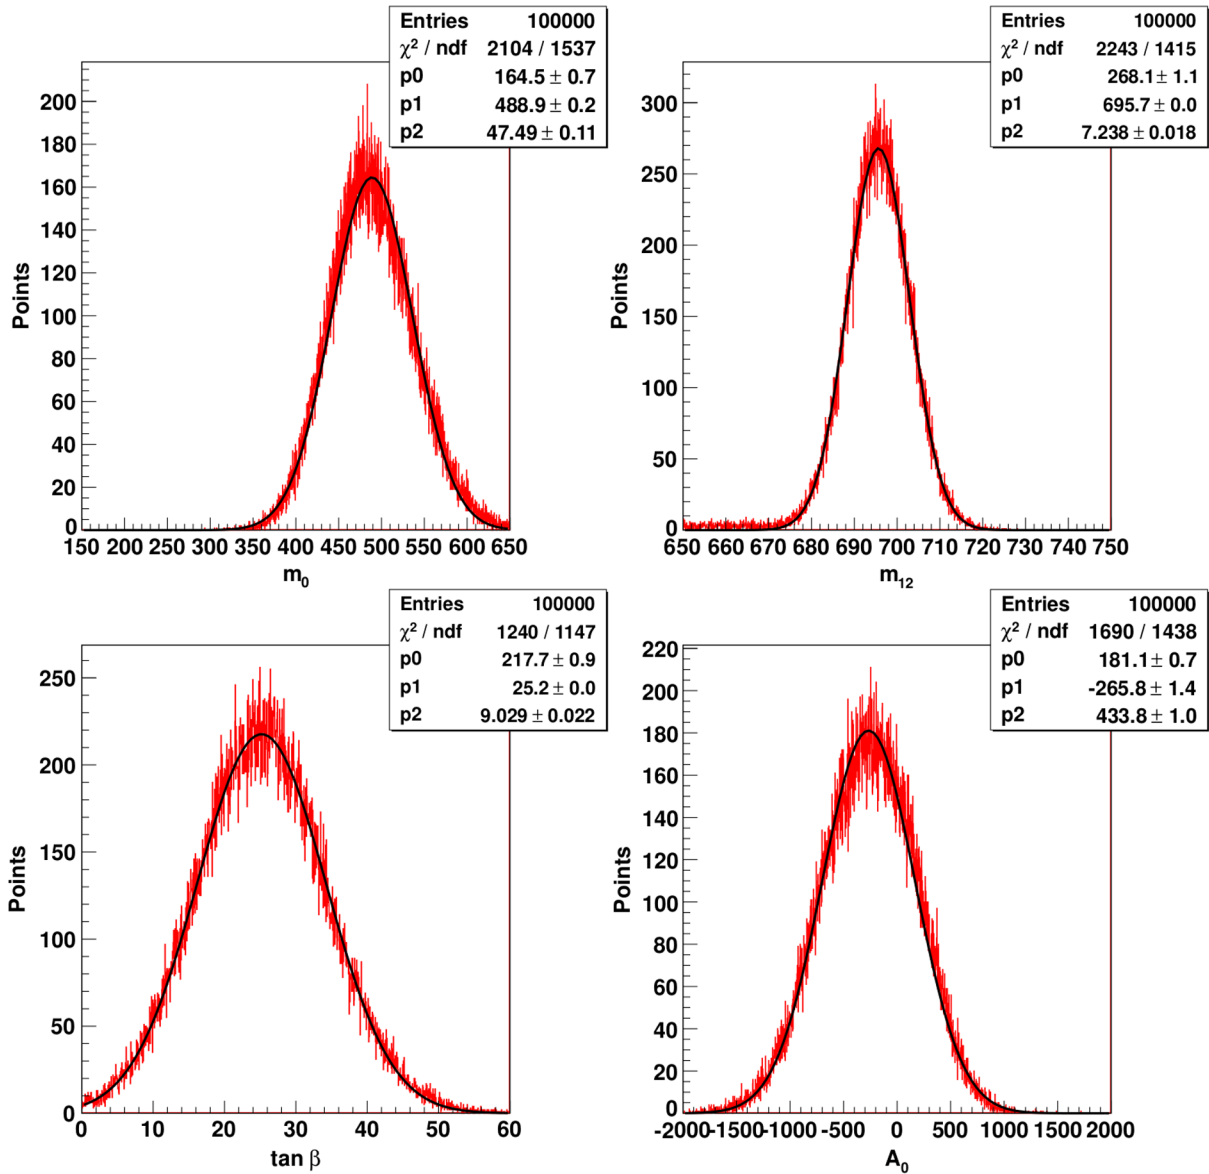 Entries 100000
χ² / ndf 2104 / 1537
p0 164.5 ± 0.7
p1 488.9 ± 0.2
p2 47.49 ± 0.11
200
180
160
140
120
100
80
60
40
20
0
Points
150 200 250 300 350 400 450 500 550 600 650
m₀
Entries 100000
χ² / ndf 2243 / 1415
p0 268.1 ± 1.1
p1 695.7 ± 0.0
p2 7.238 ± 0.018
300
250
200
150
100
50
0
Points
650 660 670 680 690 700 710 720 730 740 750
m₁₂
Entries 100000
χ² / ndf 1240 / 1147
p0 217.7 ± 0.9
p1 25.2 ± 0.0
p2 9.029 ± 0.022
250
200
150
100
50
0
Points
0 10 20 30 40 50 60
tan β
Entries 100000
χ² / ndf 1690 / 1438
p0 181.1 ± 0.7
p1 -265.8 ± 1.4
p2 433.8 ± 1.0
220
200
180
160
140
120
100
80
60
40
20
0
Points
-2000 -1500 -1000 -500 0 500 1000 1500 2000
A₀